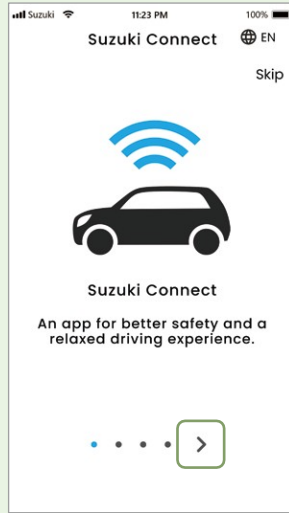 Suzuki 11:23 PM 100%
Suzuki Connect EN
Skip
Suzuki Connect
An app for better safety and a
relaxed driving experience.